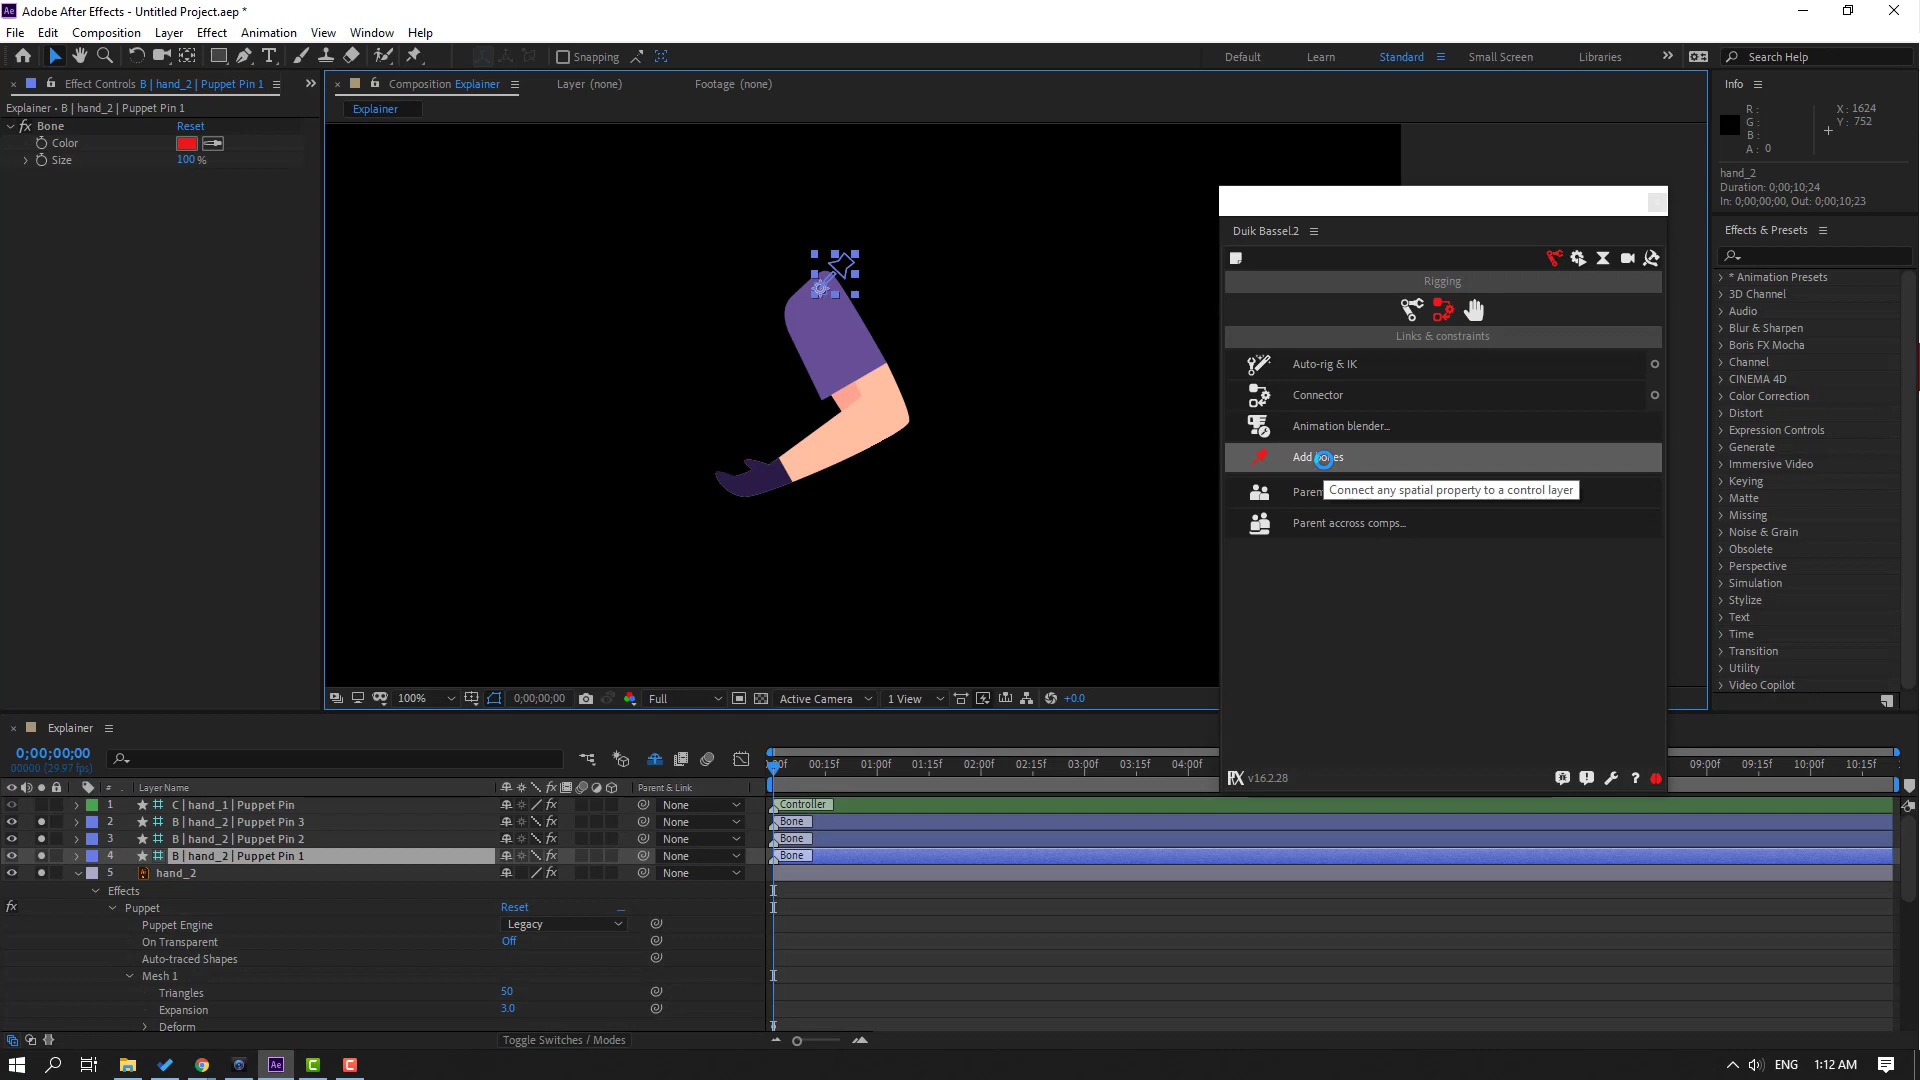 Adobe After Effects - Untitled Project.aep *
File Edit Composition Layer Effect Animation View Window Help
Snapping
Default Learn Standard Small Screen Libraries
Search Help
Effect Controls B | hand_2 | Puppet Pin 1
Composition Explainer
Layer (none)
Footage (none)
Info
Explainer • B | hand_2 | Puppet Pin 1
Explainer
fx Bone Reset
Color
Size 100 %
R :
G :
B :
A : 0
X : 1624
Y : 752
hand_2
Duration: 0;00;10;24
In: 0;00;00;00, Out: 0;00;10;23
Effects & Presets
* Animation Presets
3D Channel
Audio
Blur & Sharpen
Boris FX Mocha
Channel
CINEMA 4D
Color Correction
Distort
Expression Controls
Generate
Immersive Video
Keying
Matte
Missing
Noise & Grain
Obsolete
Perspective
Simulation
Stylize
Text
Time
Transition
Utility
Video Copilot
Duik Bassel.2
Rigging
Links & constraints
Auto-rig & IK
Connector
Animation blender...
Add bones
Connect any spatial property to a control layer
Parent across comps...
v16.2.28
100% 0;00;00;00 Full Active Camera 1 View +0.0
Explainer
0;00;00;00
00000 (29.97 fps)
00:15f 01:00f 01:15f 02:00f 02:15f 03:00f 03:15f 04:00f 09:00f 09:15f 10:00f 10:15f
# Layer Name Parent & Link
1 C | hand_1 | Puppet Pin None Controller
2 B | hand_2 | Puppet Pin 3 None Bone
3 B | hand_2 | Puppet Pin 2 None Bone
4 B | hand_2 | Puppet Pin 1 None Bone
5 hand_2 None
Effects
fx Puppet Reset ...
Puppet Engine Legacy
On Transparent Off
Auto-traced Shapes
Mesh 1
Triangles 50
Expansion 3.0
Deform
Toggle Switches / Modes
ENG 1:12 AM